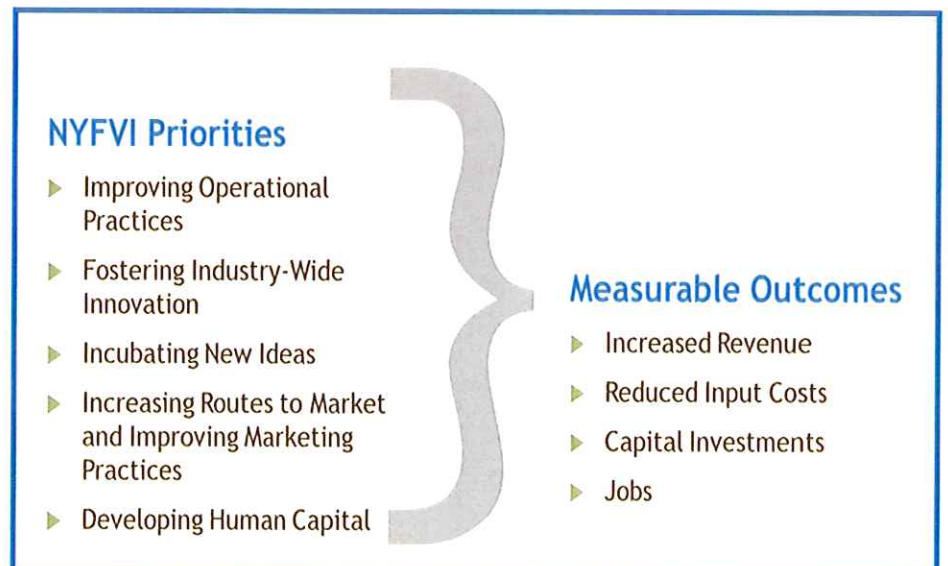 NYFVI Priorities
Improving Operational
Practices
Fostering Industry-Wide
Innovation
Incubating New Ideas
Increasing Routes to Market
and Improving Marketing
Practices
Developing Human Capital
Measurable Outcomes
Increased Revenue
Reduced Input Costs
Capital Investments
Jobs